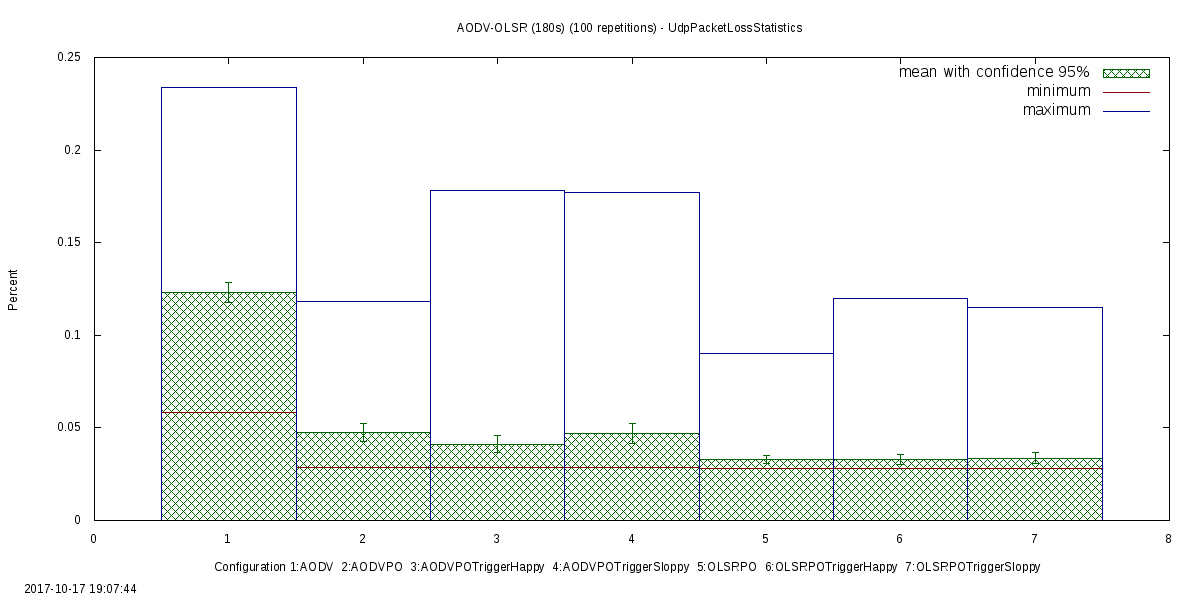 AODV-OLSR (180s) (100 repetitions) - UdpPacketLossStatistics
mean with confidence 95%
minimum
maximum
Percent
0.25
0.2
0.15
0.1
0.05
0
0 1 2 3 4 5 6 7 8
Configuration 1:AODV 2:AODVPO 3:AODVPOTriggerHappy 4:AODVPOTriggerSloppy 5:OLSRPO 6:OLSRPOTriggerHappy 7:OLSRPOTriggerSloppy
2017-10-17 19:07:44